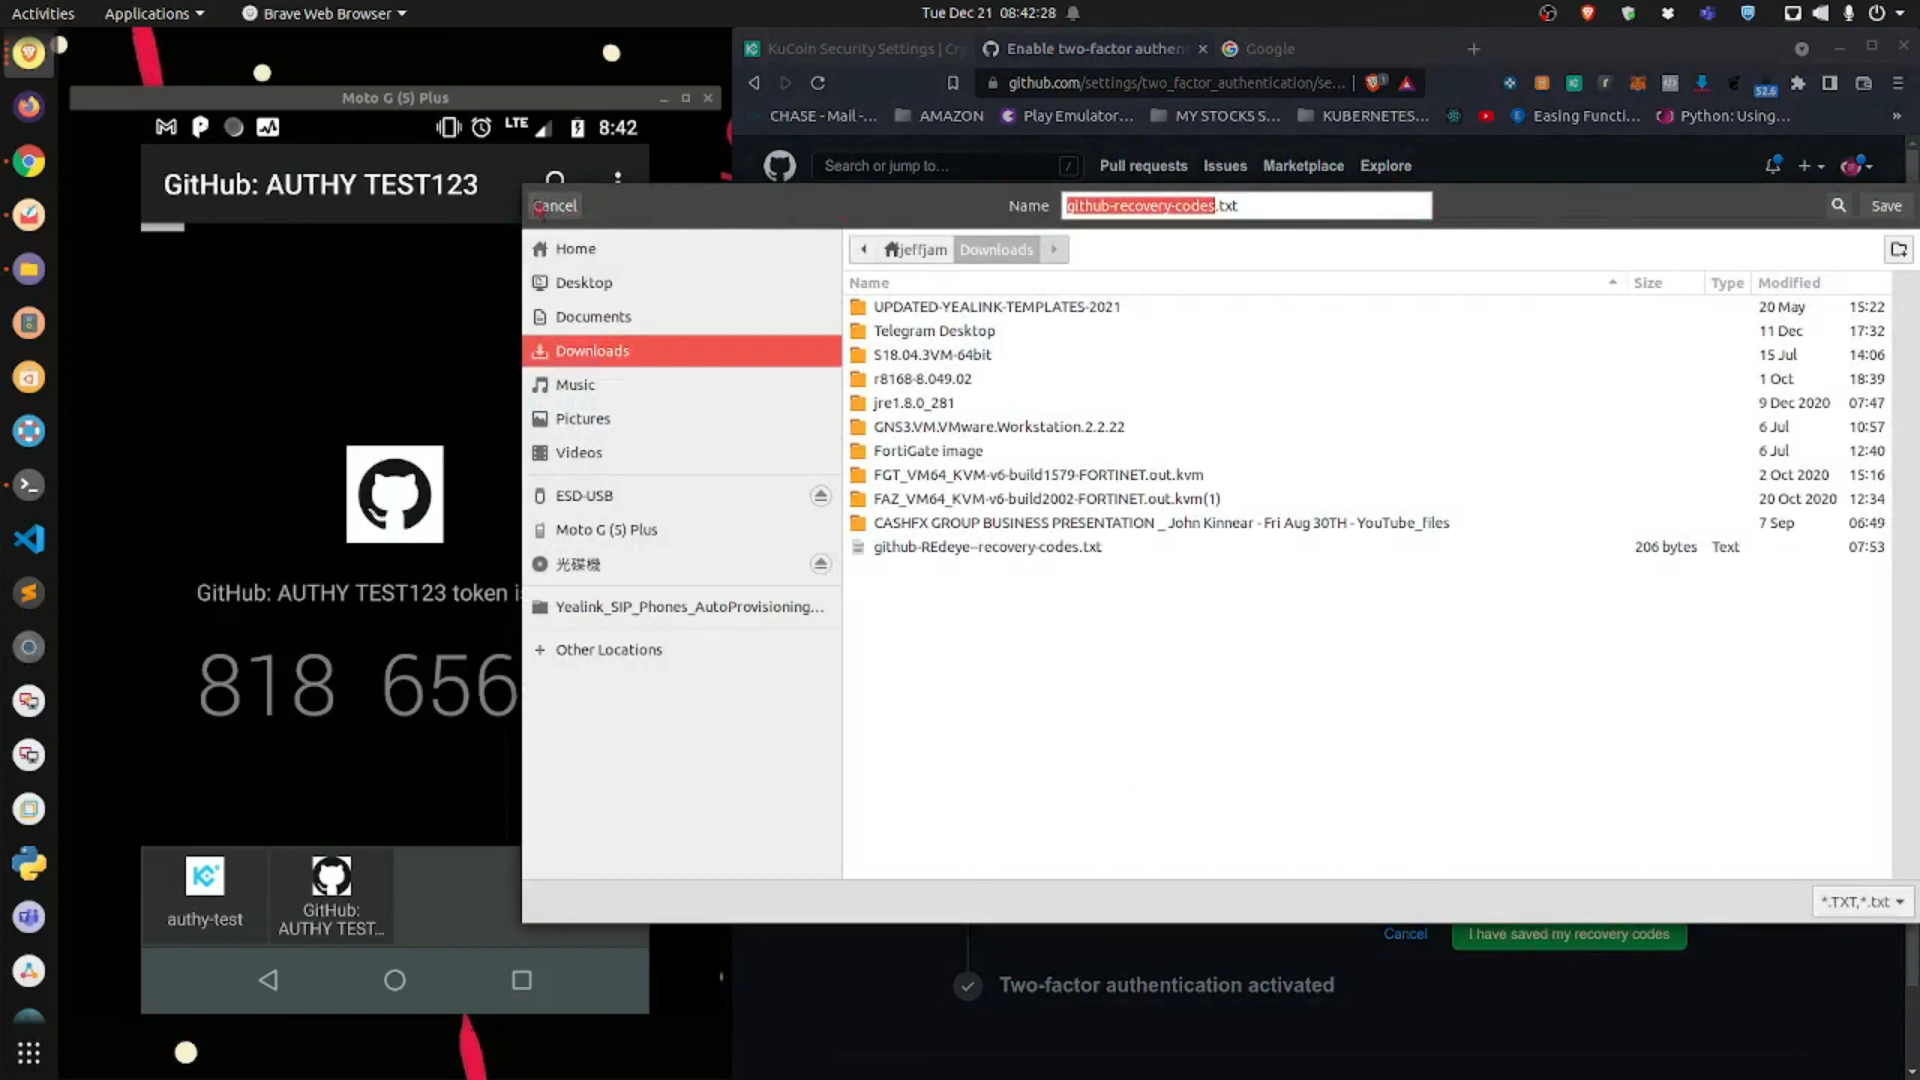 Activities
Applications
Brave Web Browser
Tue Dec 21 08:42:28
KuCoin Security Settings | Cry
Enable two-factor authen
Google
github.com/settings/two_factor_authentication/se...
52.6
CHASE - Mail -...
AMAZON
Play Emulator...
MY STOCKS S...
KUBERNETES...
Easing Functi...
Python: Using...
»
Search or jump to...
/
Pull requests
Issues
Marketplace
Explore
Moto G (5) Plus
LTE
8:42
GitHub: AUTHY TEST123
GitHub: AUTHY TEST123 token i
818 656
authy-test
GitHub:
AUTHY TEST...
Cancel
Name
github-recovery-codes.txt
Save
Home
Desktop
Documents
Downloads
Music
Pictures
Videos
ESD-USB
Moto G (5) Plus
光碟機
Yealink_SIP_Phones_AutoProvisioning...
+ Other Locations
jeffjam
Downloads
Name Size Type Modified
UPDATED-YEALINK-TEMPLATES-2021 20 May 15:22
Telegram Desktop 11 Dec 17:32
S18.04.3VM-64bit 15 Jul 14:06
r8168-8.049.02 1 Oct 18:39
jre1.8.0_281 9 Dec 2020 07:47
GNS3.VM.VMware.Workstation.2.2.22 6 Jul 10:57
FortiGate image 6 Jul 12:40
FGT_VM64_KVM-v6-build1579-FORTINET.out.kvm 2 Oct 2020 15:16
FAZ_VM64_KVM-v6-build2002-FORTINET.out.kvm(1) 20 Oct 2020 12:34
CASHFX GROUP BUSINESS PRESENTATION _ John Kinnear - Fri Aug 30TH - YouTube_files 7 Sep 06:49
github-REdeye--recovery-codes.txt 206 bytes Text 07:53
*.TXT,*.txt
Cancel
I have saved my recovery codes
Two-factor authentication activated